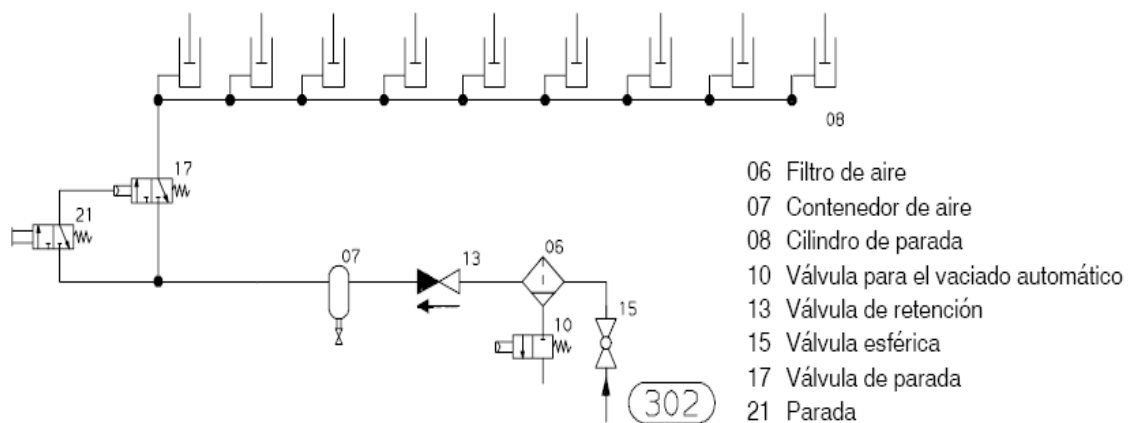 08
17
21
07
13
06
10
15
302
06 Filtro de aire
07 Contenedor de aire
08 Cilindro de parada
10 Válvula para el vaciado automático
13 Válvula de retención
15 Válvula esférica
17 Válvula de parada
21 Parada